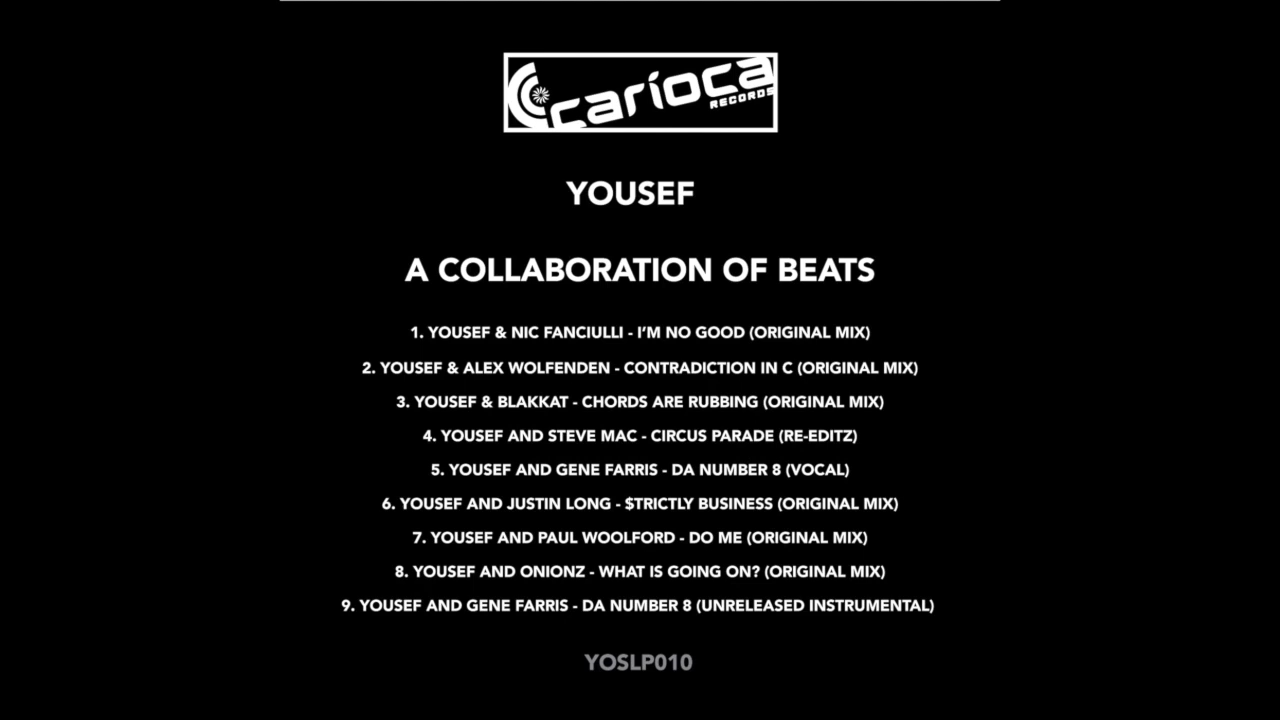 carioca
RECORDS
YOUSEF
A COLLABORATION OF BEATS
1. YOUSEF & NIC FANCIULLI - I'M NO GOOD (ORIGINAL MIX)
2. YOUSEF & ALEX WOLFENDEN - CONTRADICTION IN C (ORIGINAL MIX)
3. YOUSEF & BLAKKAT - CHORDS ARE RUBBING (ORIGINAL MIX)
4. YOUSEF AND STEVE MAC - CIRCUS PARADE (RE-EDITZ)
5. YOUSEF AND GENE FARRIS - DA NUMBER 8 (VOCAL)
6. YOUSEF AND JUSTIN LONG - $TRICTLY BUSINESS (ORIGINAL MIX)
7. YOUSEF AND PAUL WOOLFORD - DO ME (ORIGINAL MIX)
8. YOUSEF AND ONIONZ - WHAT IS GOING ON? (ORIGINAL MIX)
9. YOUSEF AND GENE FARRIS - DA NUMBER 8 (UNRELEASED INSTRUMENTAL)
YOSLP010